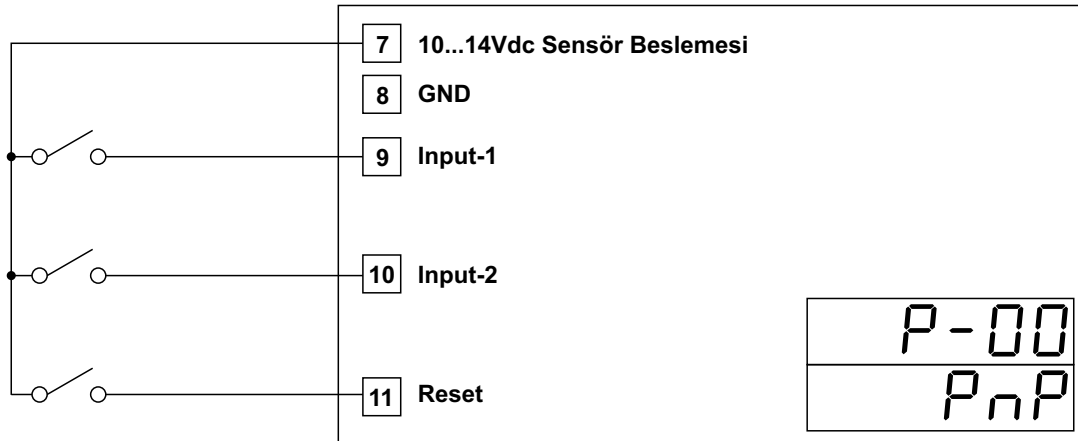 7 10...14Vdc Sensör Beslemesi
8 GND
9 Input-1
10 Input-2
11 Reset
P-00
PnP